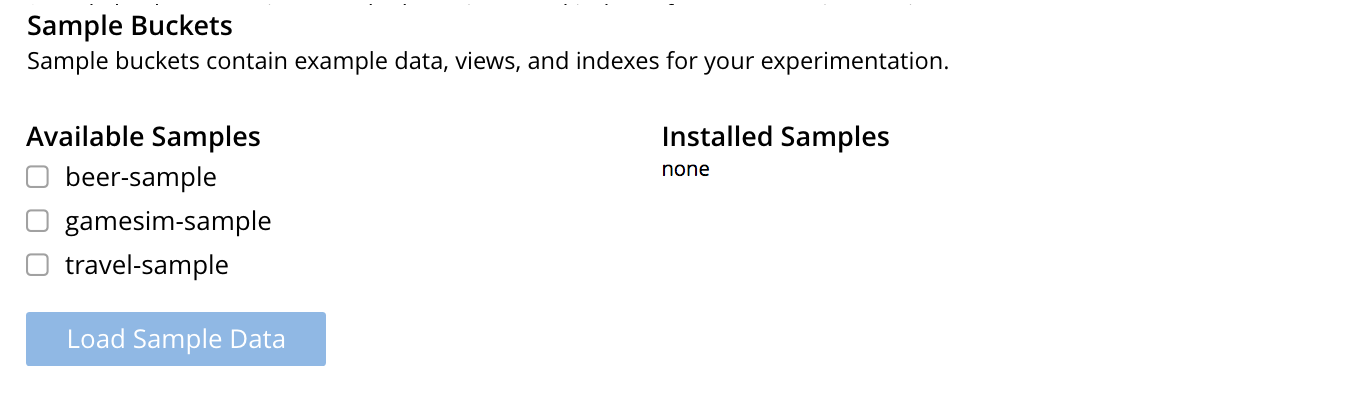 Sample Buckets
Sample buckets contain example data, views, and indexes for your experimentation.
Available Samples
beer-sample
gamesim-sample
travel-sample
Load Sample Data
Installed Samples
none